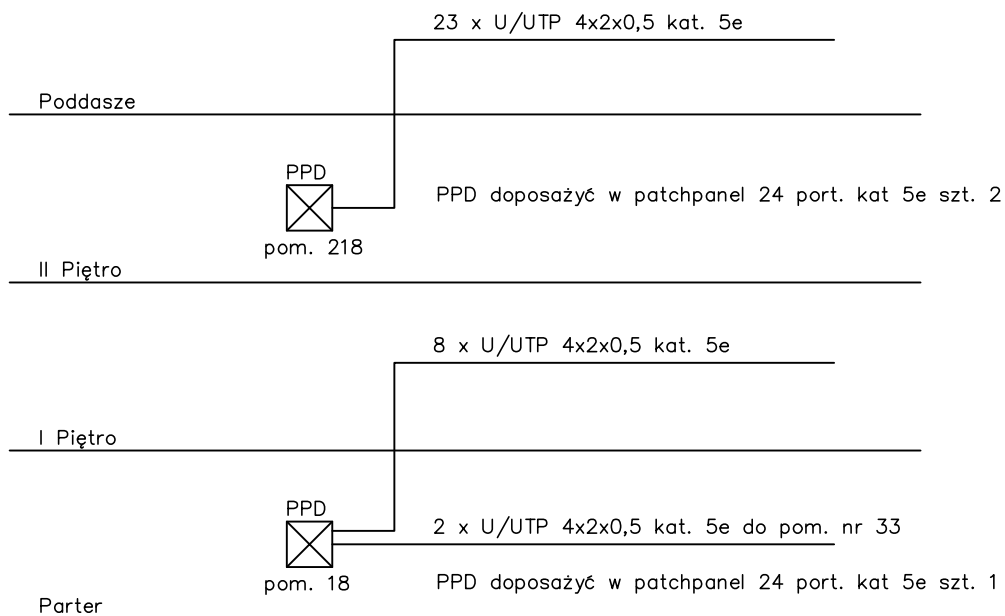 23 x U/UTP 4x2x0,5 kat. 5e
Poddasze
PPD
PPD doposażyć w patchpanel 24 port. kat 5e szt. 2
pom. 218
II Piętro
8 x U/UTP 4x2x0,5 kat. 5e
I Piętro
PPD
2 x U/UTP 4x2x0,5 kat. 5e do pom. nr 33
pom. 18
PPD doposażyć w patchpanel 24 port. kat 5e szt. 1
Parter